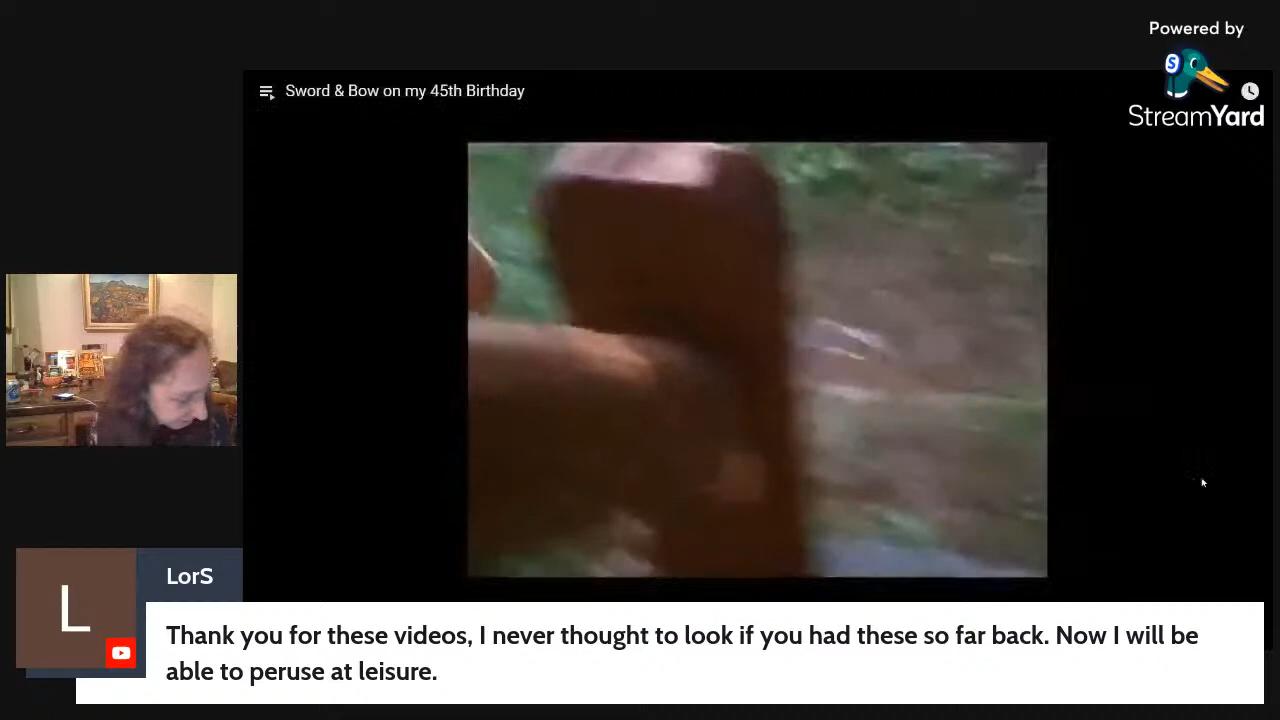 Powered by
S
StreamYard
Sword & Bow on my 45th Birthday
L
LorS
Thank you for these videos, I never thought to look if you had these so far back. Now I will be
able to peruse at leisure.